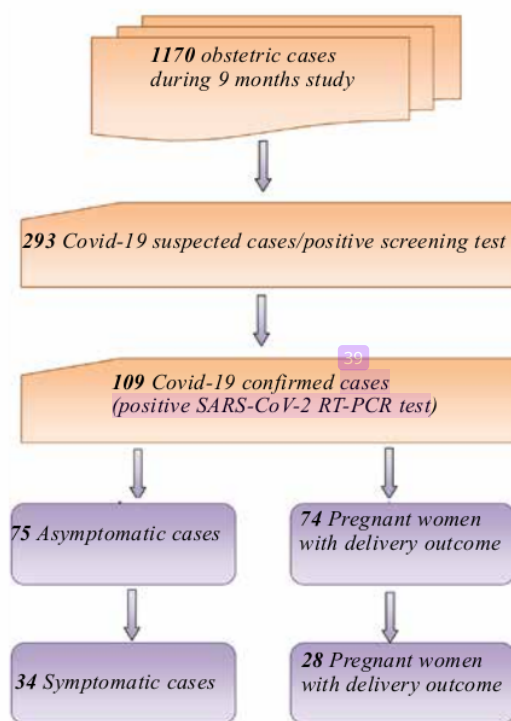 1170 obstetric cases
during 9 months study
293 Covid-19 suspected cases/positive screening test
39
109 Covid-19 confirmed cases
(positive SARS-CoV-2 RT-PCR test)
75 Asymptomatic cases
74 Pregnant women
with delivery outcome
34 Symptomatic cases
28 Pregnant women
with delivery outcome